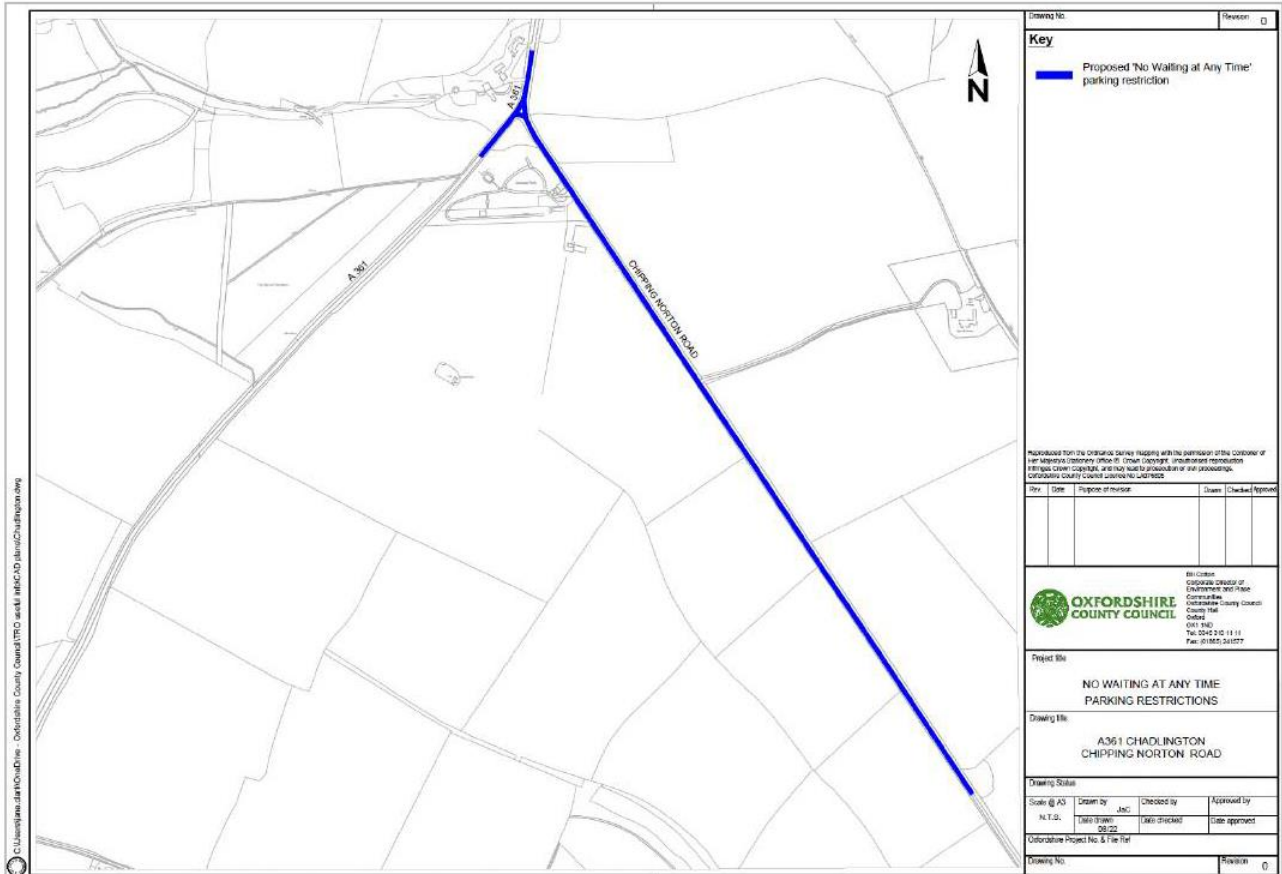 Drawing No.
Revision 0
Key
Proposed 'No Waiting at Any Time'
parking restriction
N
A 361
A 361
CHIPPING NORTON ROAD
Reproduced from the Ordnance Survey mapping with the permission of the Controller of
Her Majesty's Stationery Office © Crown Copyright. Unauthorised reproduction
infringes Crown Copyright, and may lead to prosecution or civil proceedings.
Oxfordshire County Council Licence No
Rev. Date Purpose of revision Drawn Checked Approved
OXFORDSHIRE
COUNTY COUNCIL
Bill Cotton
Corporate Director of
Environment and Place
Communities
Oxfordshire County Council
County Hall
Oxford
OX1 1ND
Project title
NO WAITING AT ANY TIME
PARKING RESTRICTIONS
Drawing title
A361 CHADLINGTON
CHIPPING NORTON ROAD
Drawing Status
Scale @ A3 Drawn by Checked by Approved by
N.T.S. JaC
Date drawn Date checked Date approved
08/22
Oxfordshire Project No. & File Ref
Drawing No.
Revision 0